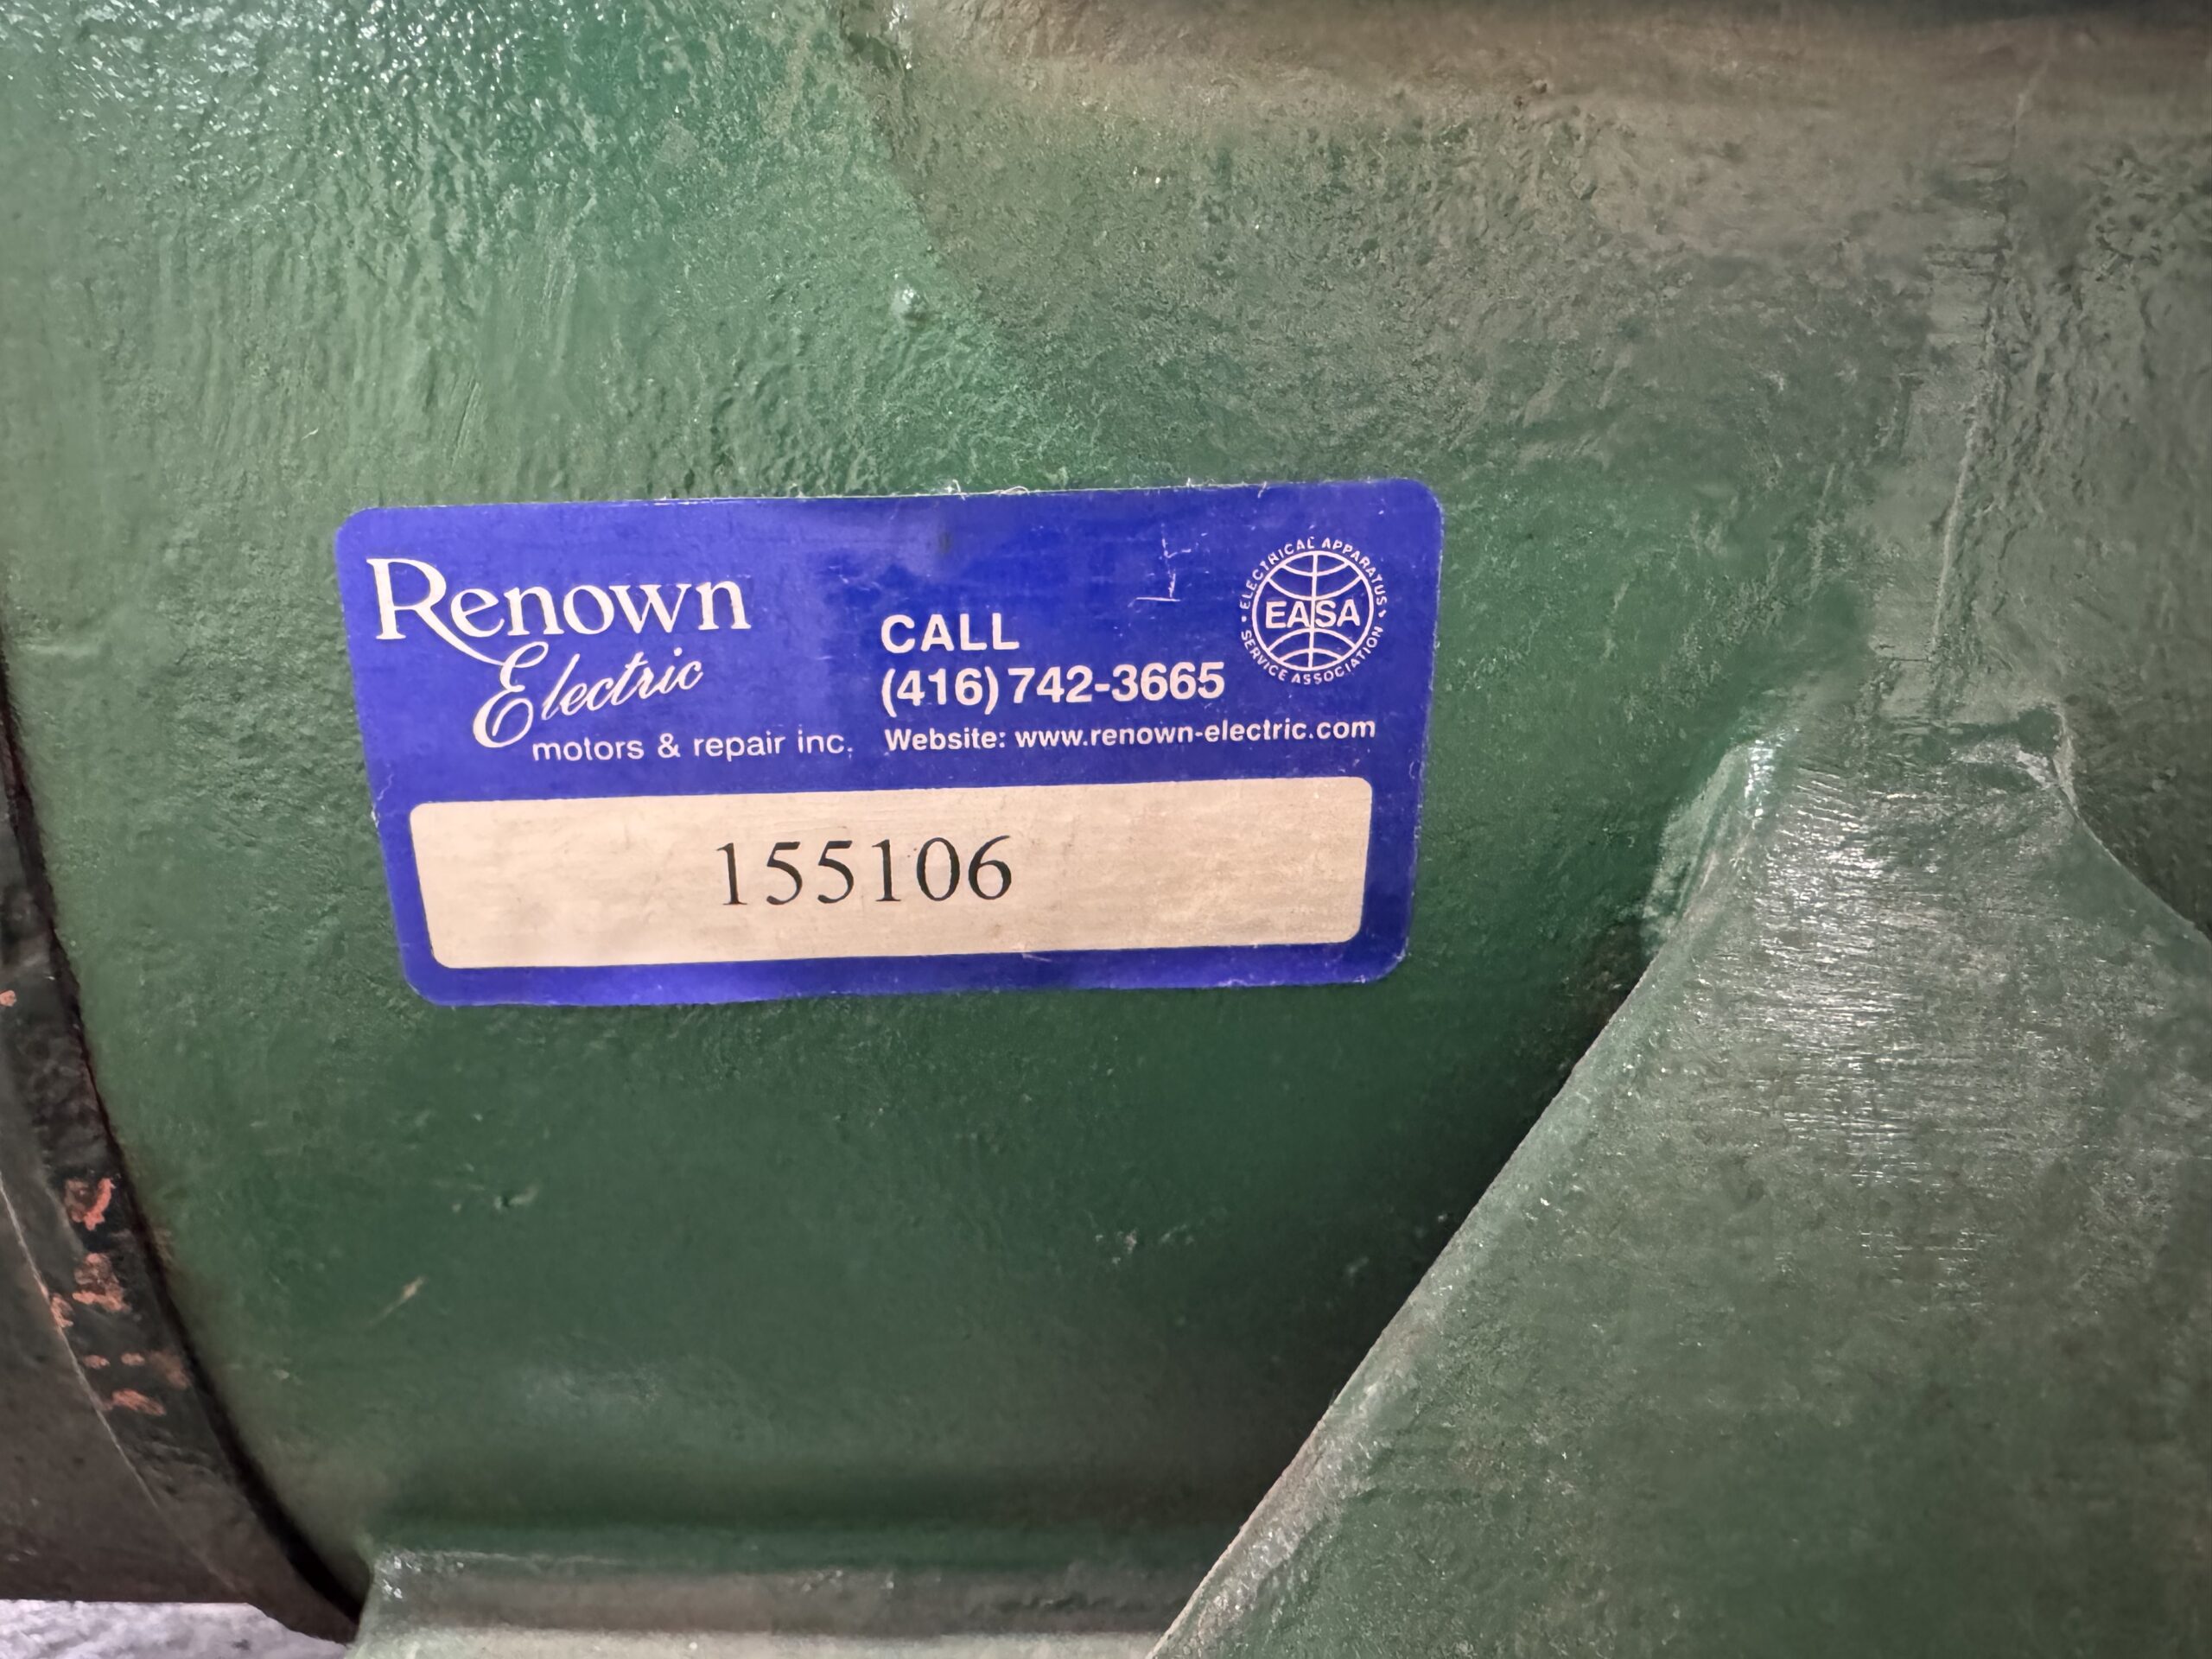 Renown
Electric
motors & repair inc.
CALL
(416) 742-3665
Website: www.renown-electric.com
ELECTRICAL APPARATUS
EASA
SERVICE ASSOCIATION
155106